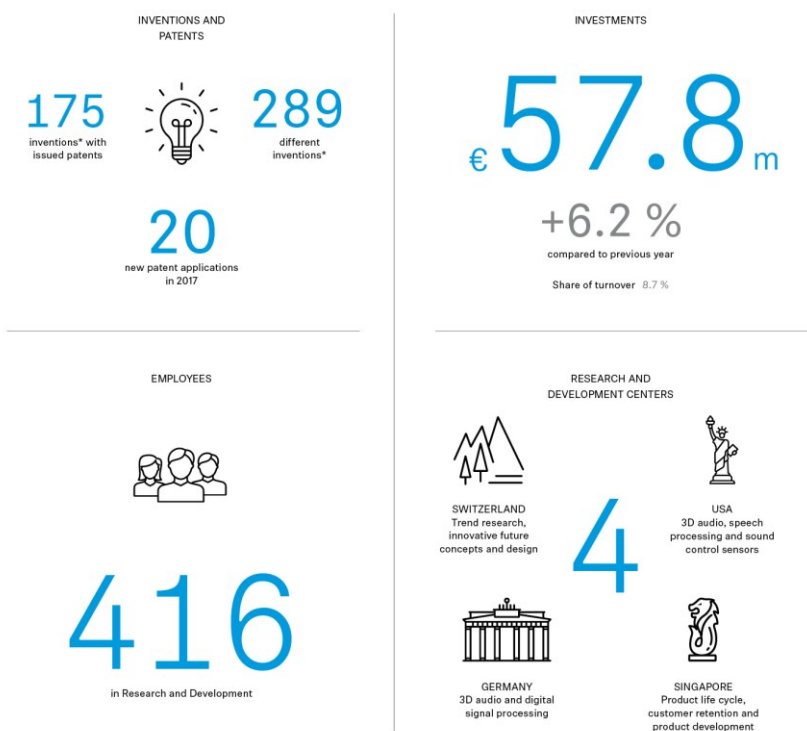 INVENTIONS AND
PATENTS
175
inventions* with
issued patents
289
different
inventions*
20
new patent applications
in 2017
INVESTMENTS
€ 57.8 m
+6.2 %
compared to previous year
Share of turnover 8.7 %
EMPLOYEES
416
in Research and Development
RESEARCH AND
DEVELOPMENT CENTERS
4
SWITZERLAND
Trend research,
innovative future
concepts and design
USA
3D audio, speech
processing and sound
control sensors
GERMANY
3D audio and digital
signal processing
SINGAPORE
Product life cycle,
customer retention and
product development